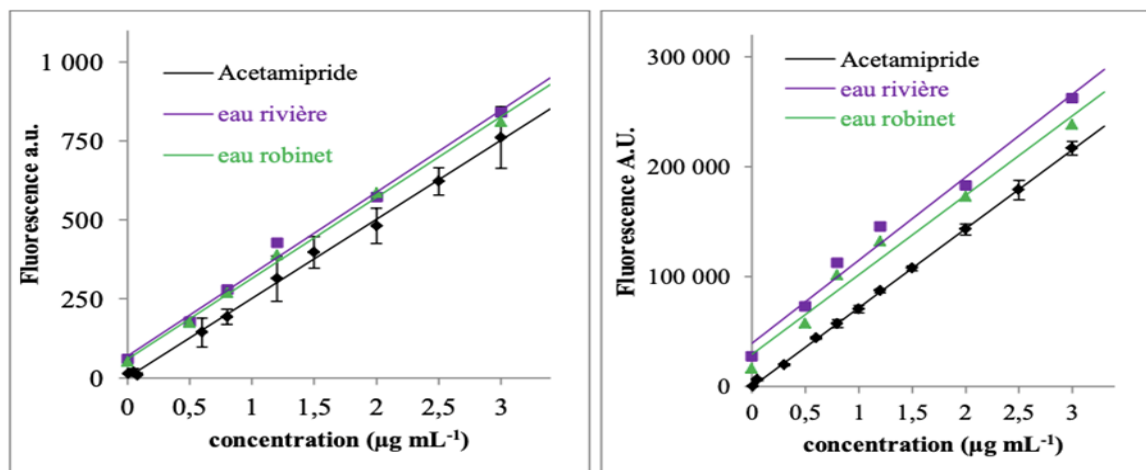 Fluorescence a.u.
1 000
750
500
250
0
Acetamipride
eau rivière
eau robinet
0 0,5 1 1,5 2 2,5 3
concentration (µg mL⁻¹)
Fluorescence A.U.
300 000
200 000
100 000
0
Acetamipride
eau rivière
eau robinet
0 0,5 1 1,5 2 2,5 3
concentration (µg mL⁻¹)